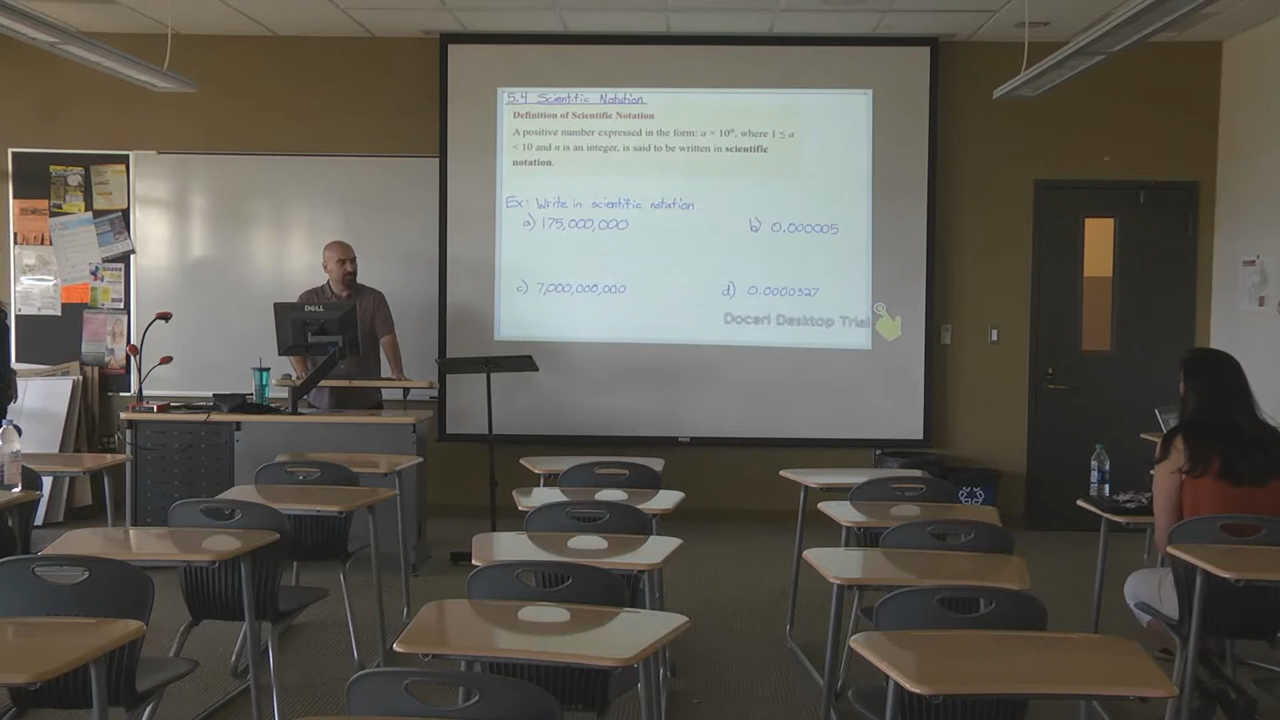 5.4 Scientific Notation
Definition of Scientific Notation
A positive number expressed in the form: a × 10ⁿ, where 1 ≤ a
< 10 and n is an integer, is said to be written in scientific
notation.
Ex: Write in scientific notation
a) 175,000,000
b) 0.000005
c) 7,000,000,000
d) 0.0000327
Doceri Desktop Trial
DELL